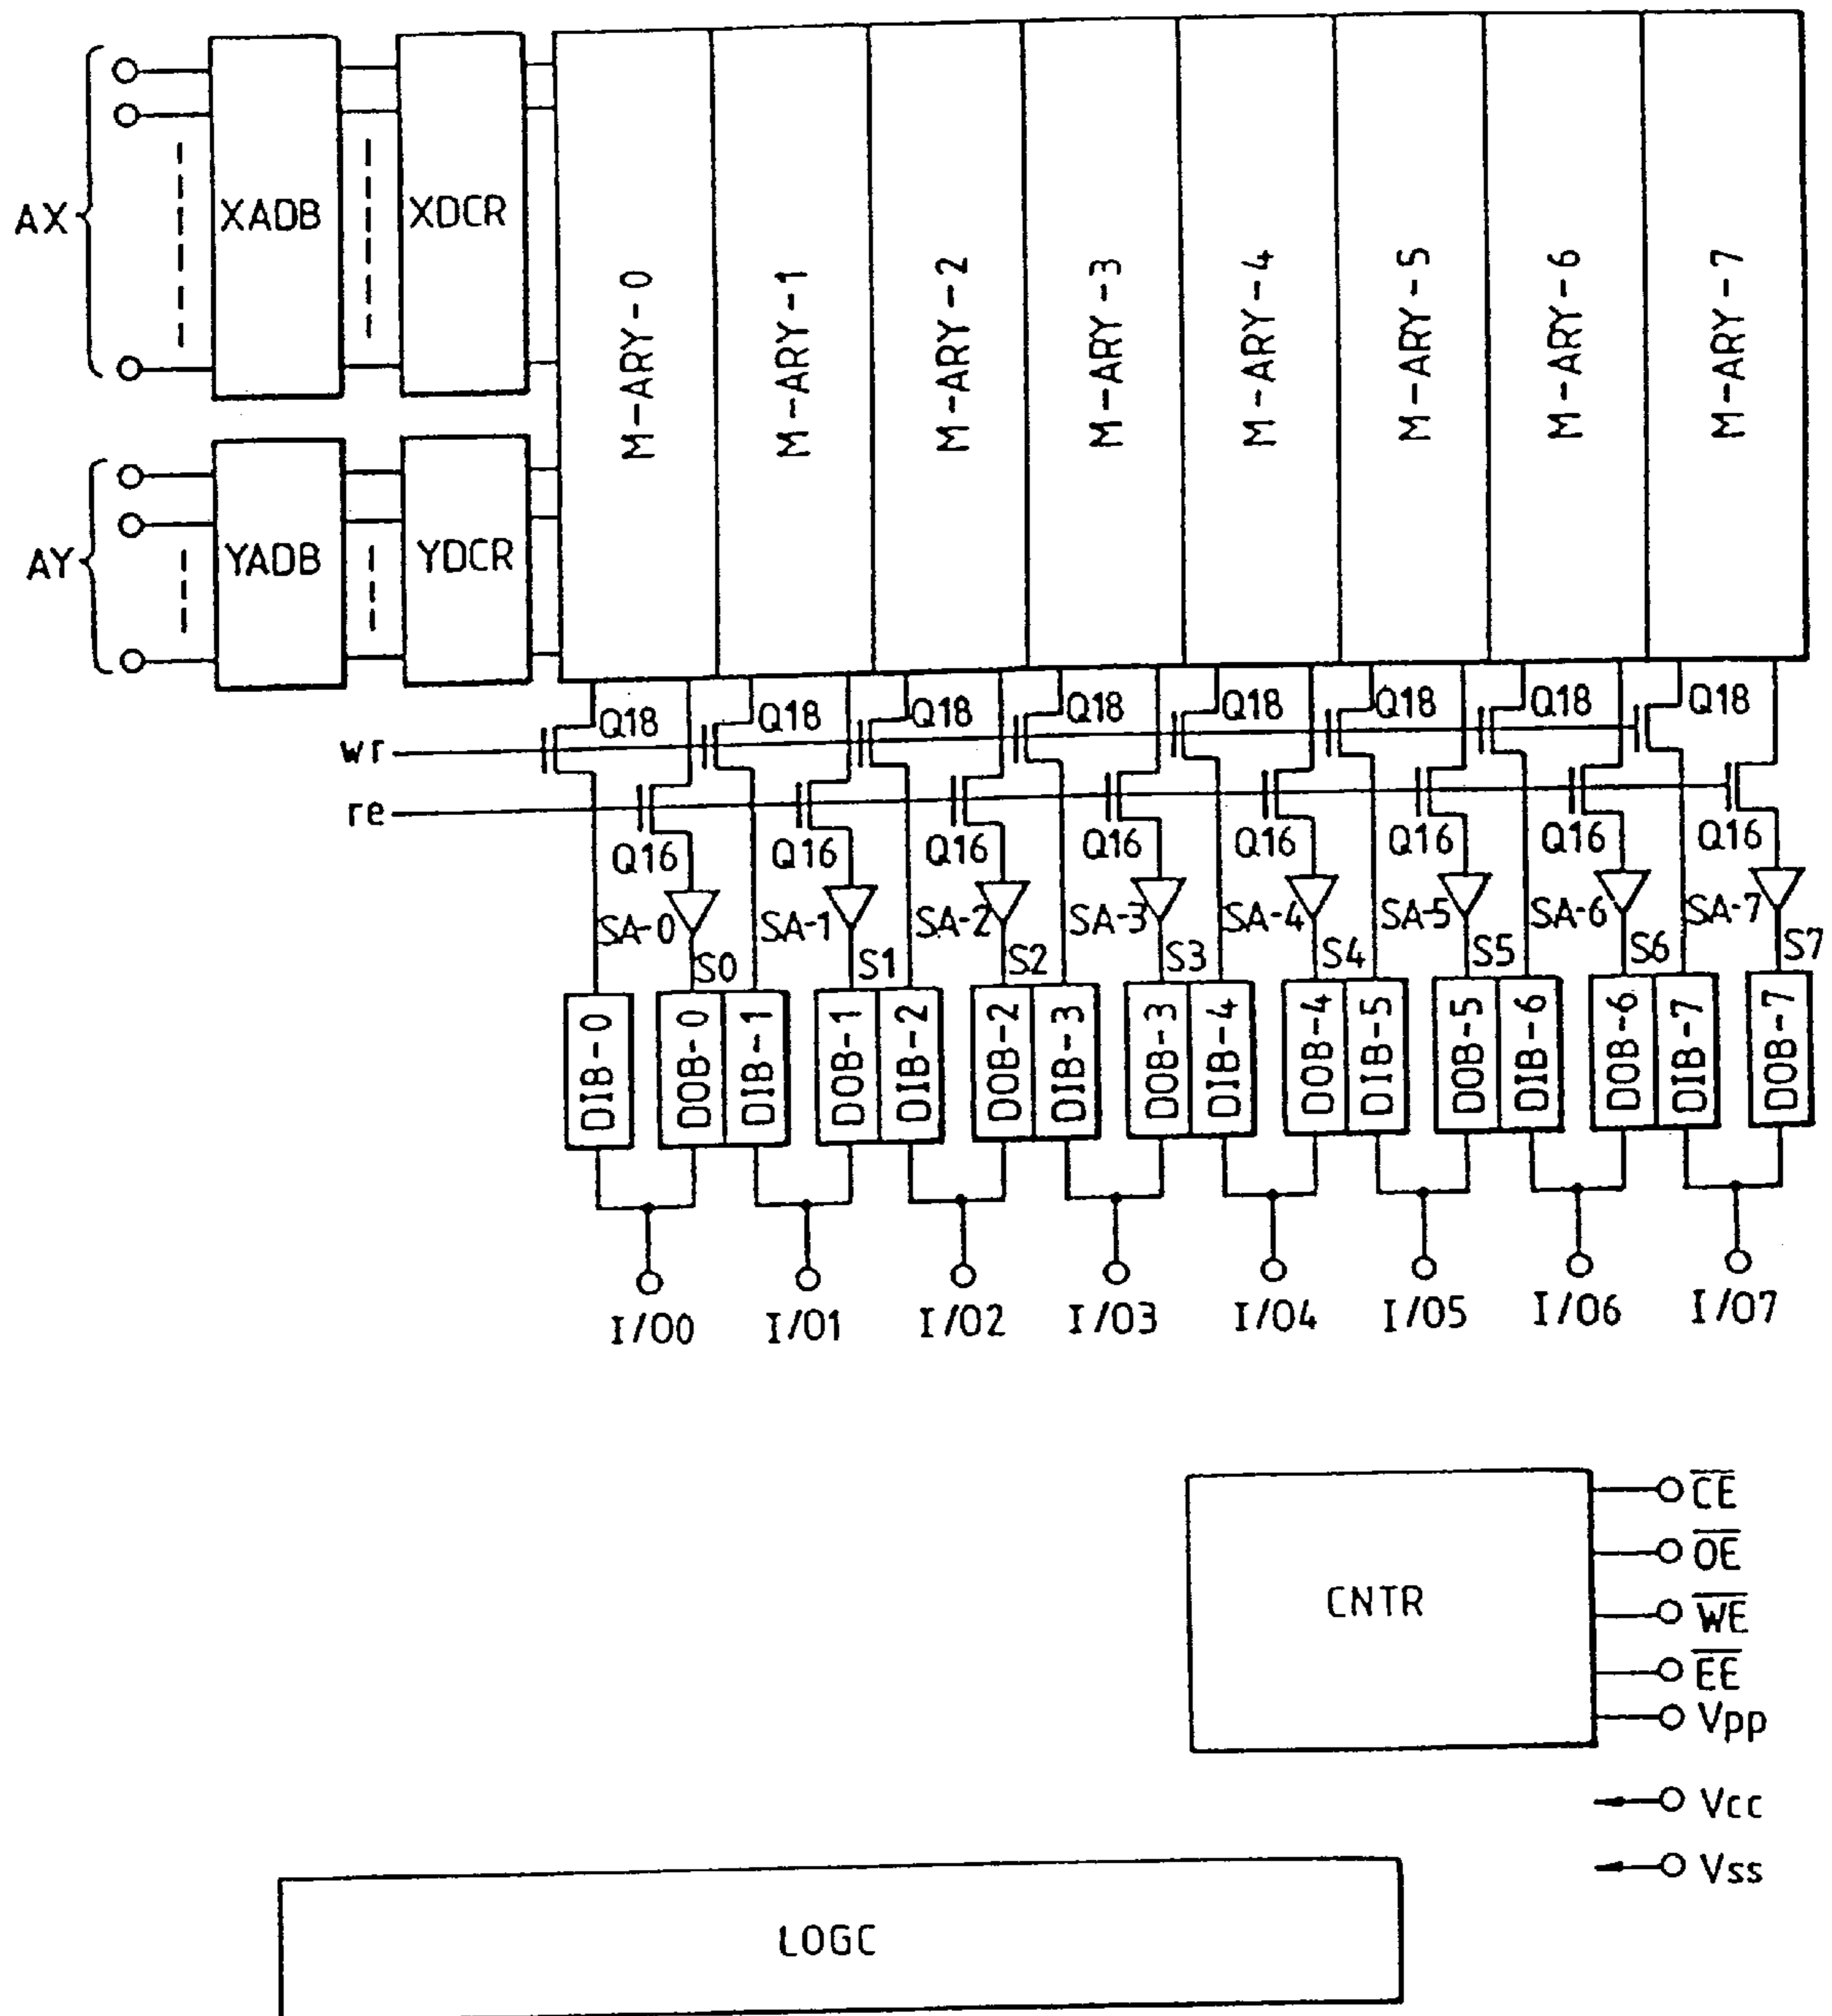 AX
XADB
XDCR
AY
YADB
YDCR
M-ARY-0
M-ARY-1
M-ARY-2
M-ARY-3
M-ARY-4
M-ARY-5
M-ARY-6
M-ARY-7
wr
Q18 Q18 Q18 Q18 Q18 Q18 Q18 Q18
re
Q16 Q16 Q16 Q16 Q16 Q16 Q16 Q16
SA-0 SA-1 SA-2 SA-3 SA-4 SA-5 SA-6 SA-7
S0 S1 S2 S3 S4 S5 S6 S7
DIB-0
DOB-0
DIB-1
DOB-1
DIB-2
DOB-2
DIB-3
DOB-3
DIB-4
DOB-4
DIB-5
DOB-5
DIB-6
DOB-6
DIB-7
DOB-7
I/O0 I/O1 I/O2 I/O3 I/O4 I/O5 I/O6 I/O7
CNTR
C̅E̅
O̅E̅
W̅E̅
E̅E̅
Vpp
Vcc
Vss
LOGC